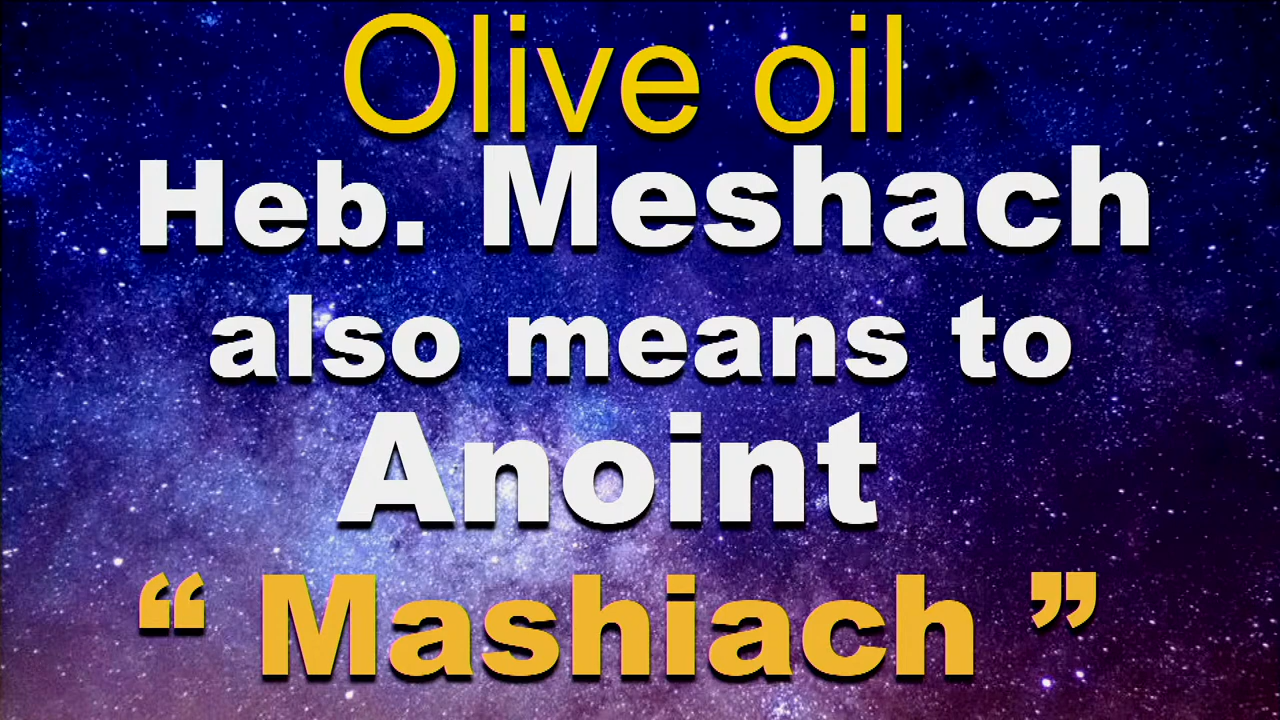 Olive oil
Heb. Meshach
also means to
Anoint
“ Mashiach ”